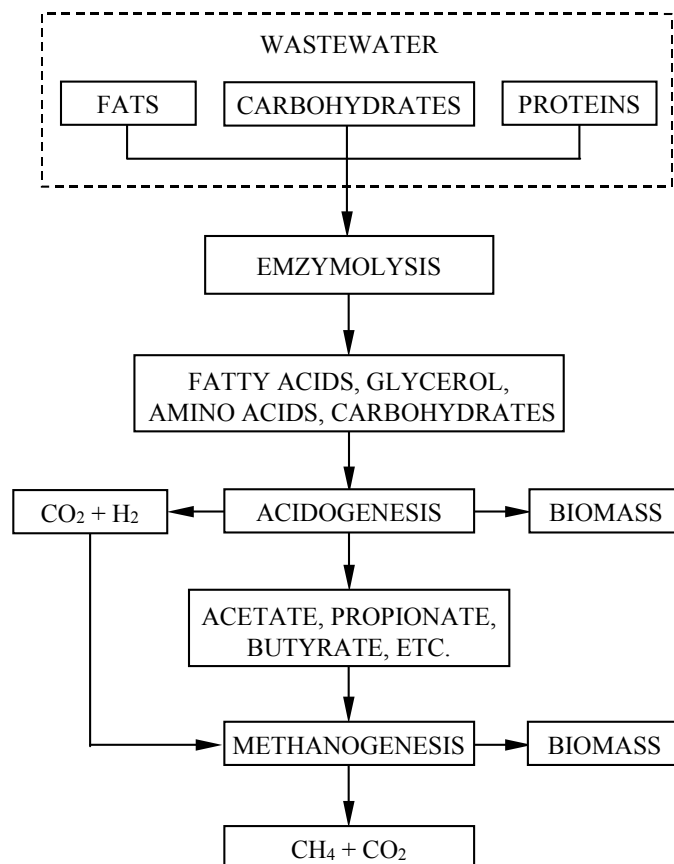 WASTEWATER
FATS
CARBOHYDRATES
PROTEINS
EMZYMOLYSIS
FATTY ACIDS, GLYCEROL,
AMINO ACIDS, CARBOHYDRATES
CO₂ + H₂
ACIDOGENESIS
BIOMASS
ACETATE, PROPIONATE,
BUTYRATE, ETC.
METHANOGENESIS
BIOMASS
CH₄ + CO₂